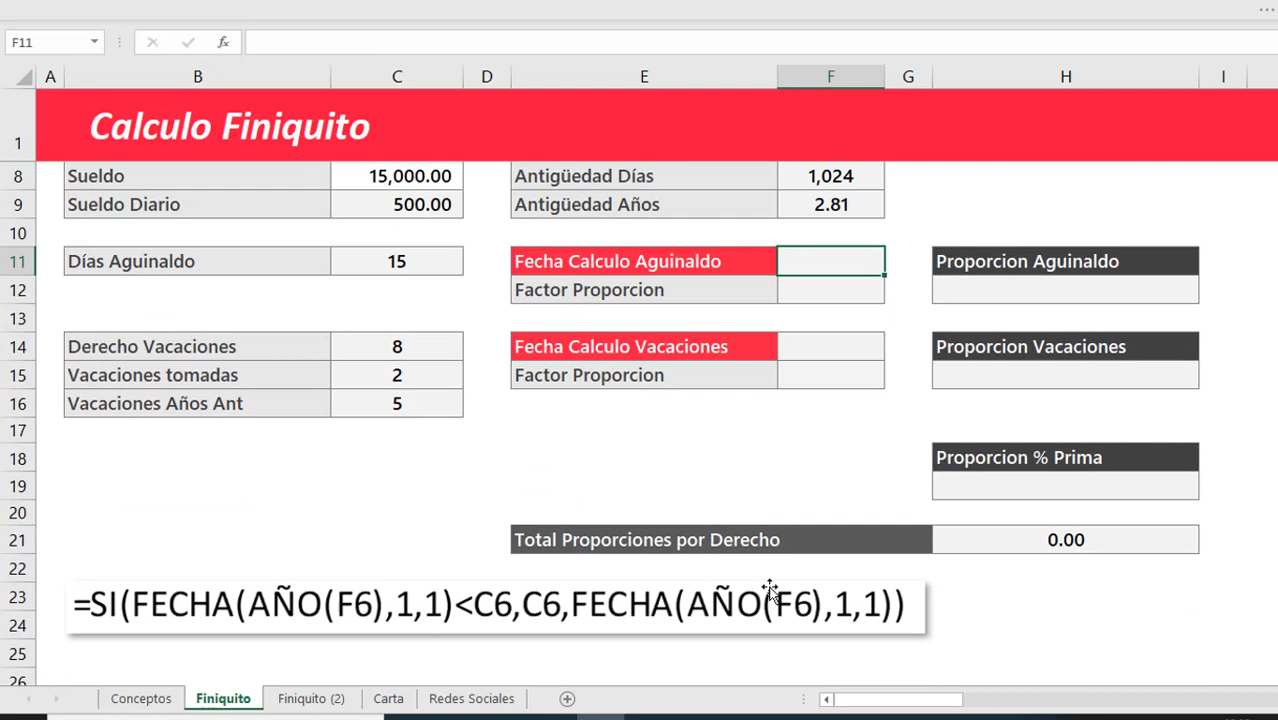 F11
fx
A B C D E F G H I
1 Calculo Finiquito
8 Sueldo 15,000.00 Antigüedad Días 1,024
9 Sueldo Diario 500.00 Antigüedad Años 2.81
10
11 Días Aguinaldo 15 Fecha Calculo Aguinaldo Proporcion Aguinaldo
12 Factor Proporcion
13
14 Derecho Vacaciones 8 Fecha Calculo Vacaciones Proporcion Vacaciones
15 Vacaciones tomadas 2 Factor Proporcion
16 Vacaciones Años Ant 5
17
18 Proporcion % Prima
19
20
21 Total Proporciones por Derecho 0.00
22
23
=SI(FECHA(AÑO(F6),1,1)<C6,C6,FECHA(AÑO(F6),1,1))
24
25
26
Conceptos Finiquito Finiquito (2) Carta Redes Sociales